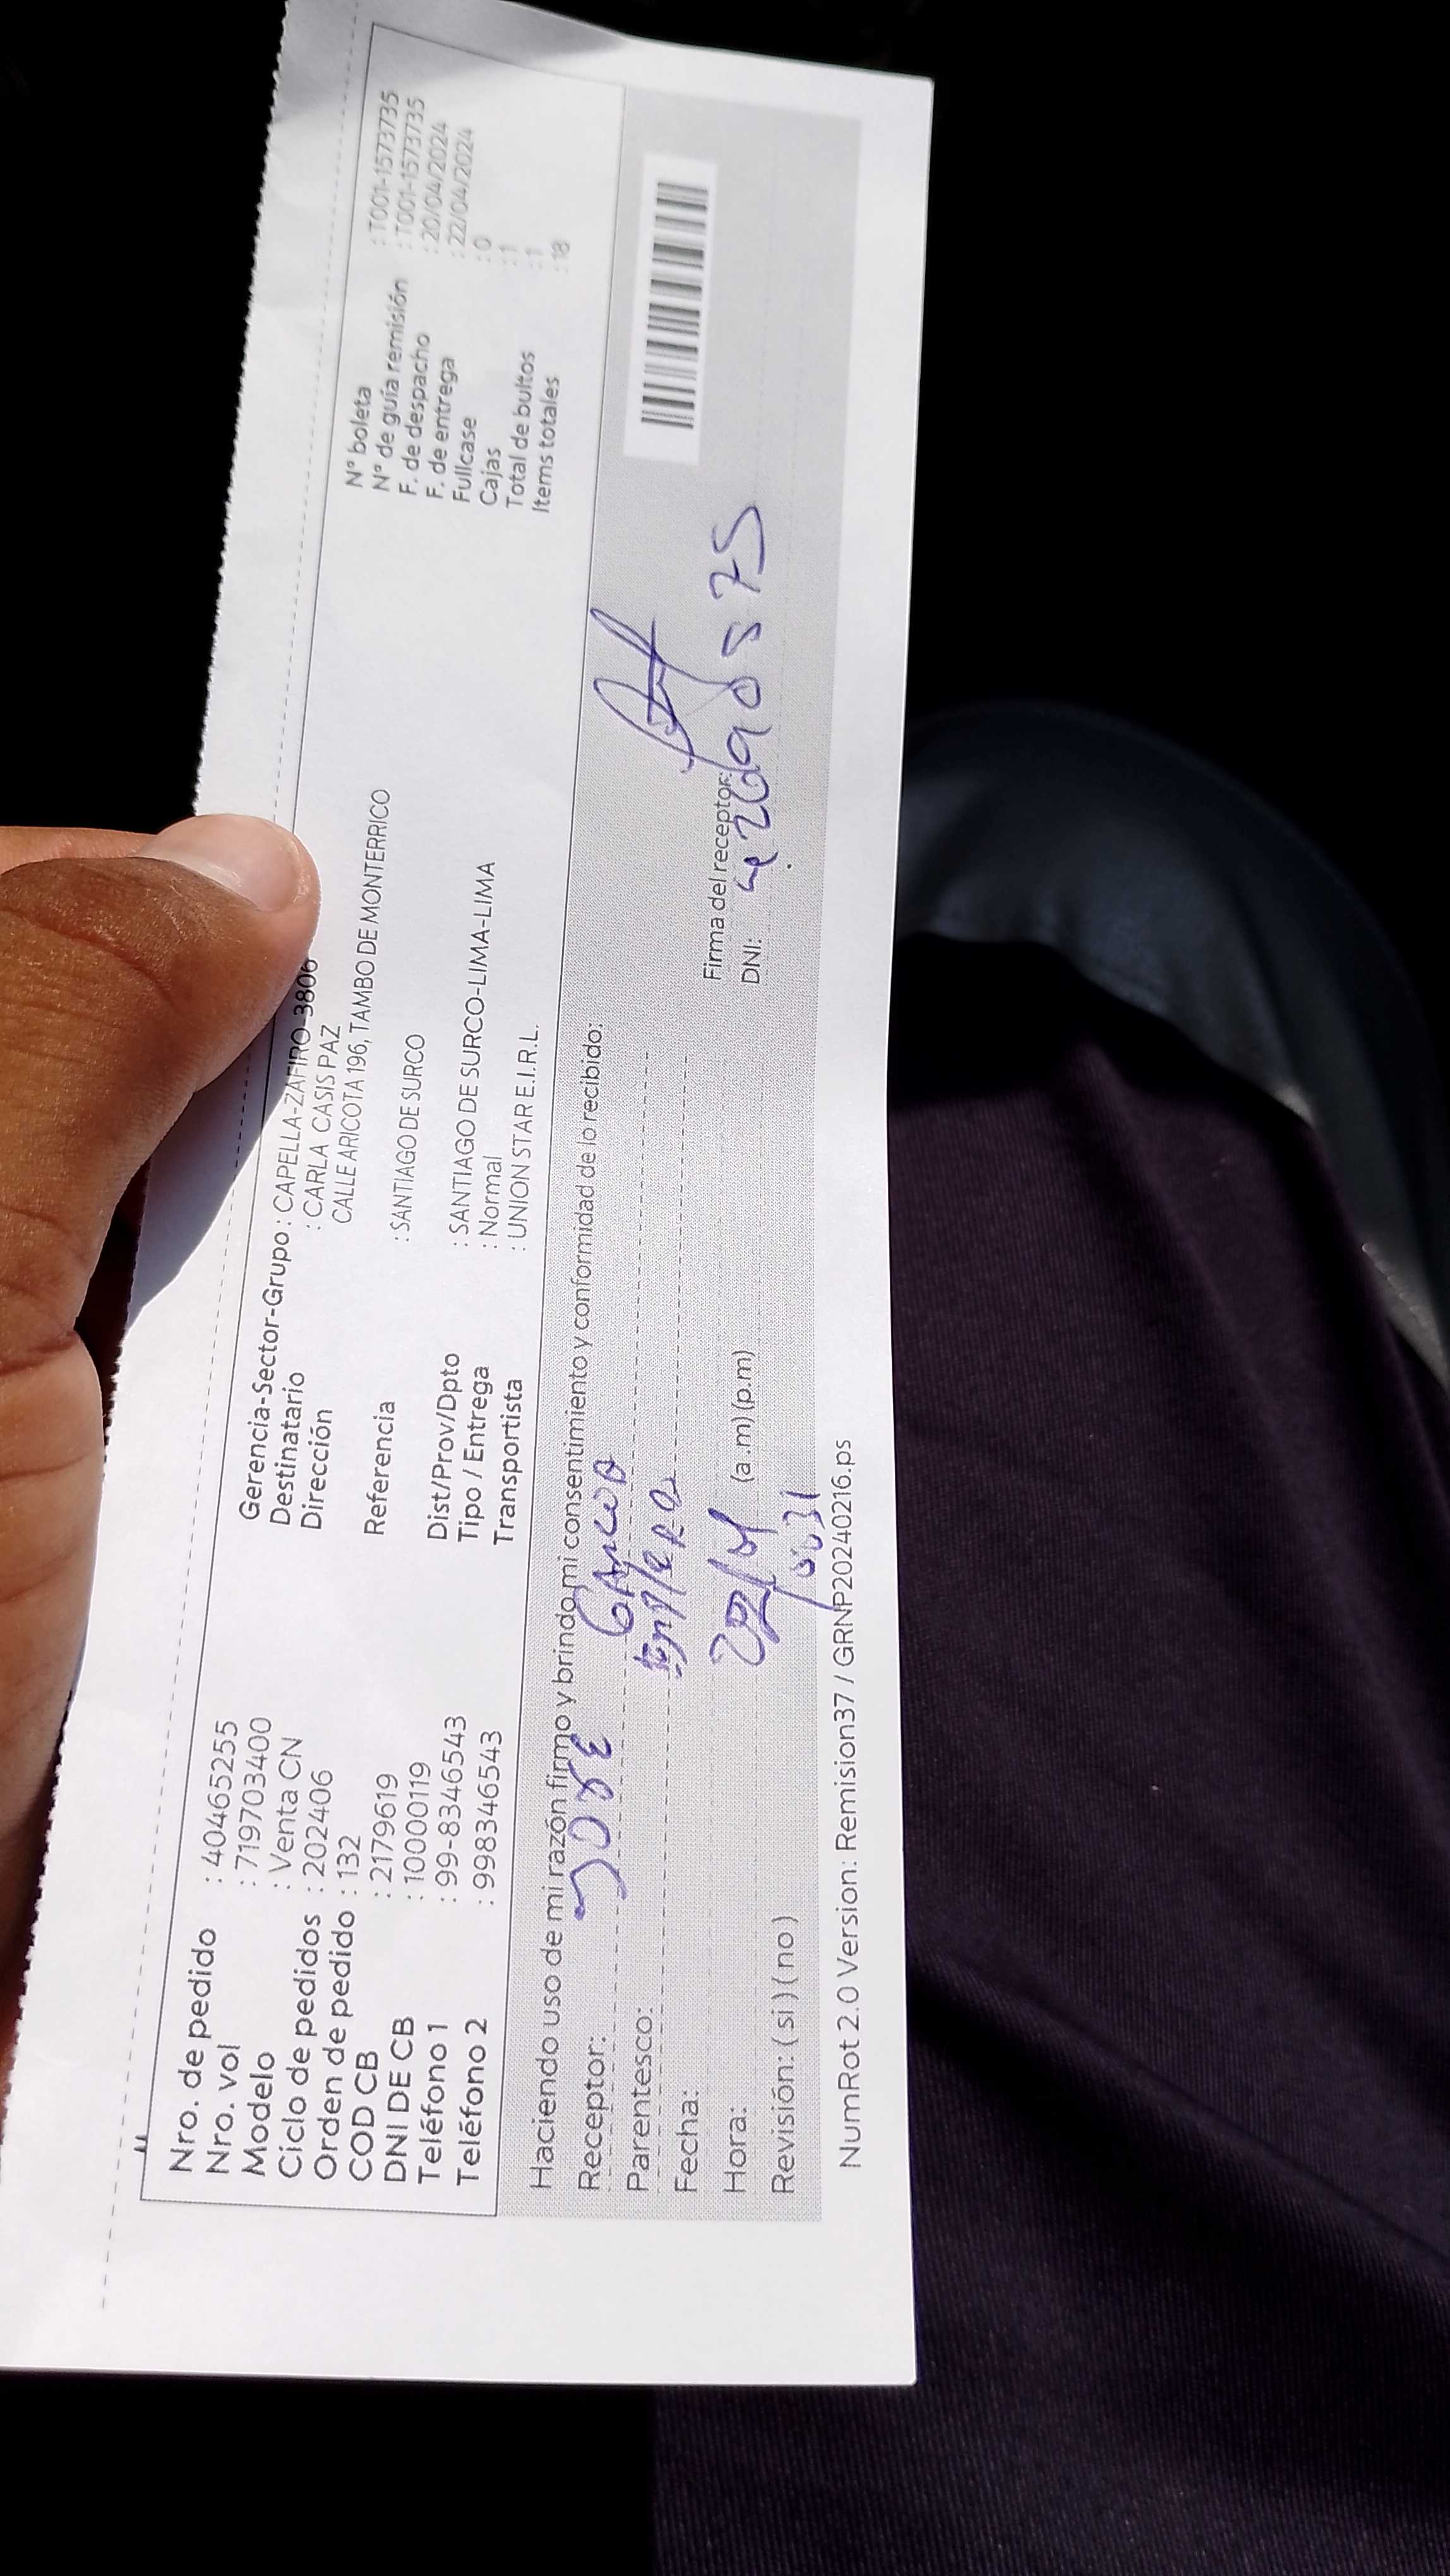 Nro. de pedido : 40465255
Nro. vol : 719703400
Modelo : Venta CN
Ciclo de pedidos : 202406
Orden de pedido : 132
COD CB : 2179619
DNI DE CB : 10000119
Teléfono 1 : 99-8346543
Teléfono 2 : 998346543
Gerencia-Sector-Grupo : CAPELLA-ZAFIRO-3806
Destinatario : CARLA CASIS PAZ
Dirección CALLE ARICOTA 196, TAMBO DE MONTERRICO
Referencia : SANTIAGO DE SURCO
Dist/Prov/Dpto : SANTIAGO DE SURCO-LIMA-LIMA
Tipo / Entrega : Normal
Transportista : UNION STAR E.I.R.L.
N° boleta : T001-1573735
N° de guía remisión : T001-1573735
F. de despacho : 20/04/2024
F. de entrega : 22/04/2024
Fullcase : 0
Cajas : 1
Total de bultos : 1
Items totales : 18
Haciendo uso de mi razón firmo y brindo mi consentimiento y conformidad de lo recibido:
Receptor: JOSE
Parentesco:
Fecha:
Hora: (a.m) (p.m)
Revisión: ( si ) ( no )
Firma del receptor:
DNI:
NumRot 2.0 Version: Remision37 / GRNP20240216.ps